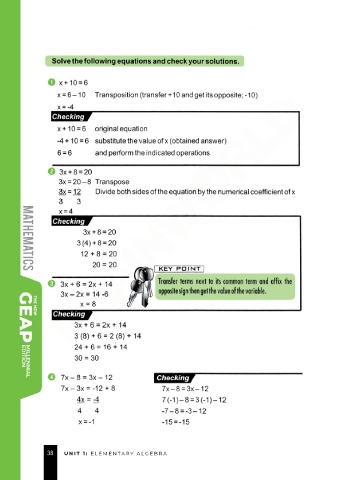 Solve the following equations and check your solutions.
1 x + 10 = 6
x = 6 – 10 Transposition (transfer +10 and get its opposite; -10)
x = -4
Checking
x + 10 = 6 original equation
-4 + 10 = 6 substitute the value of x (obtained answer)
6 = 6 and perform the indicated operations
2 3x + 8 = 20
3x = 20 – 8 Transpose
3x = 12 Divide both sides of the equation by the numerical coefficient of x
3 3
x = 4
Checking
3x + 8 = 20
3 (4) + 8 = 20
12 + 8 = 20
20 = 20
KEY POINT
Transfer terms next to its common term and affix the
opposite sign then get the value of the variable.
3 3x + 6 = 2x + 14
3x – 2x = 14 -6
x = 8
Checking
3x + 6 = 2x + 14
3 (8) + 6 = 2 (8) + 14
24 + 6 = 16 + 14
30 = 30
4 7x – 8 = 3x – 12
7x – 3x = -12 + 8
4x = -4
4 4
x = -1
Checking
7x – 8 = 3x – 12
7 (-1) – 8 = 3 (-1) – 12
-7 – 8 = -3 – 12
-15 = -15
MATHEMATICS
THE NEW
GEAP
MILLENNIAL
EDITION
38 UNIT 1: ELEMENTARY ALGEBRA